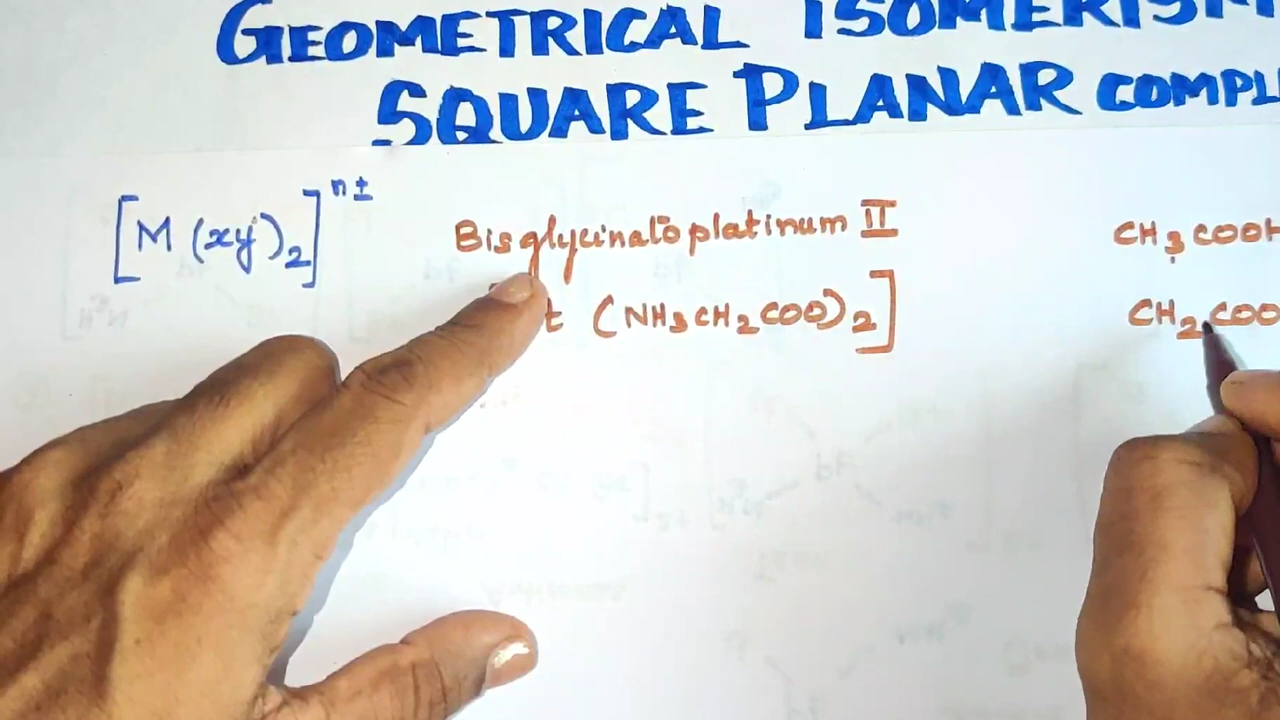 GEOMETRICAL ISOMERISM
SQUARE PLANAR COMPL
[M(xy)₂]ⁿ±
Bisglycinatoplatinum II
t (NH₃CH₂COO)₂]
CH₃COOH
CH₂COO